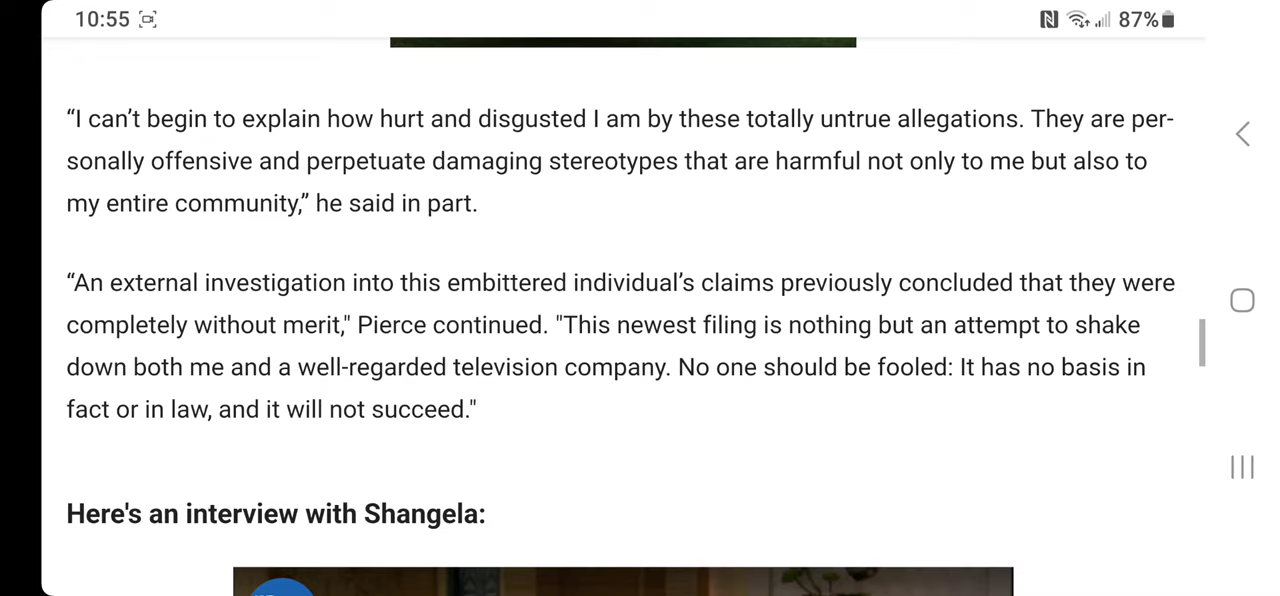 10:55
87%
“I can’t begin to explain how hurt and disgusted I am by these totally untrue allegations. They are per-
sonally offensive and perpetuate damaging stereotypes that are harmful not only to me but also to
my entire community,” he said in part.
“An external investigation into this embittered individual’s claims previously concluded that they were
completely without merit," Pierce continued. "This newest filing is nothing but an attempt to shake
down both me and a well-regarded television company. No one should be fooled: It has no basis in
fact or in law, and it will not succeed."
Here's an interview with Shangela: